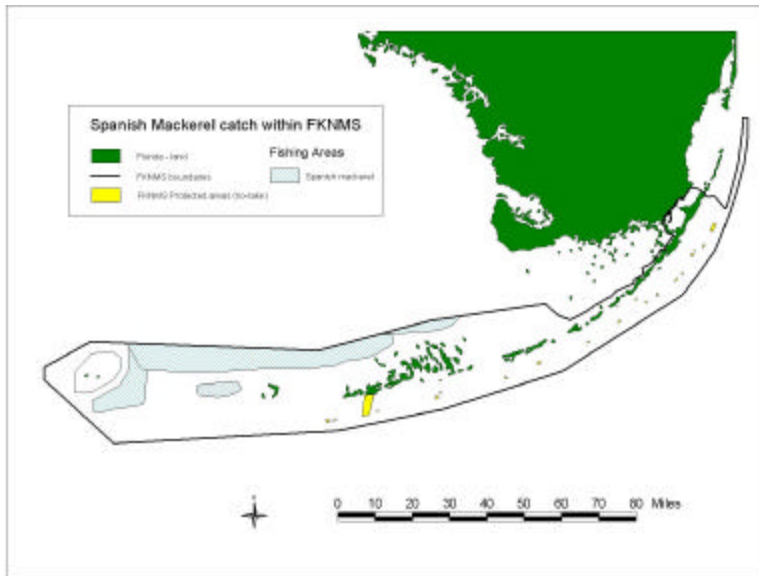 Spanish Mackerel catch within FKNMS
Florida - land
FKNMS boundaries
FKNMS Protected areas (no-take)
Fishing Areas
Spanish mackerel
0 10 20 30 40 50 60 70 80 Miles